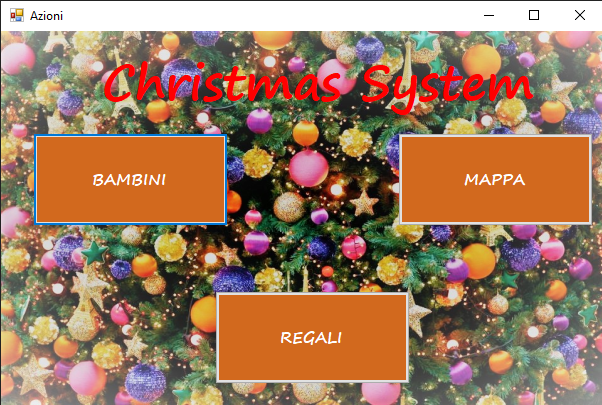 Azioni
Christmas System
BAMBINI
MAPPA
REGALI